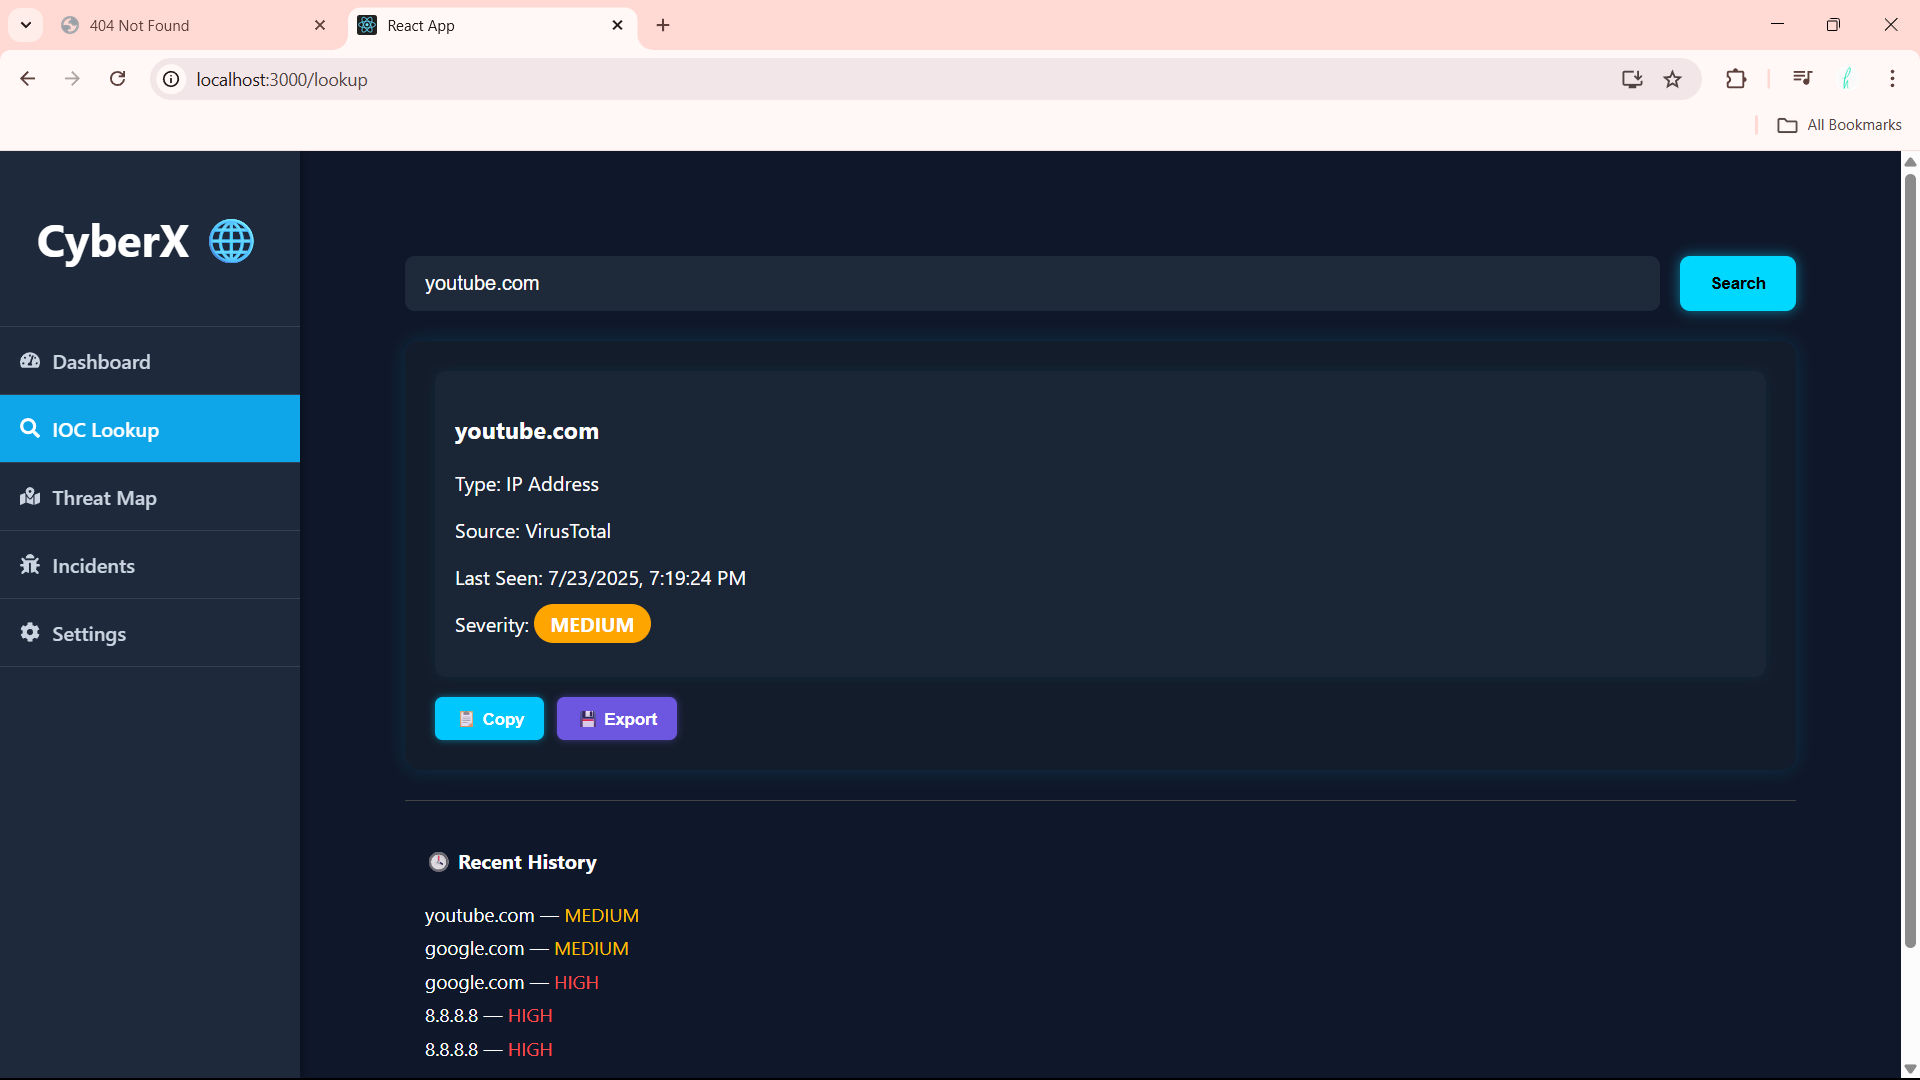 404 Not Found
React App
localhost:3000/lookup
All Bookmarks
CyberX
Dashboard
IOC Lookup
Threat Map
Incidents
Settings
youtube.com
Search
youtube.com
Type: IP Address
Source: VirusTotal
Last Seen: 7/23/2025, 7:19:24 PM
Severity: MEDIUM
Copy
Export
Recent History
youtube.com — MEDIUM
google.com — MEDIUM
google.com — HIGH
8.8.8.8 — HIGH
8.8.8.8 — HIGH